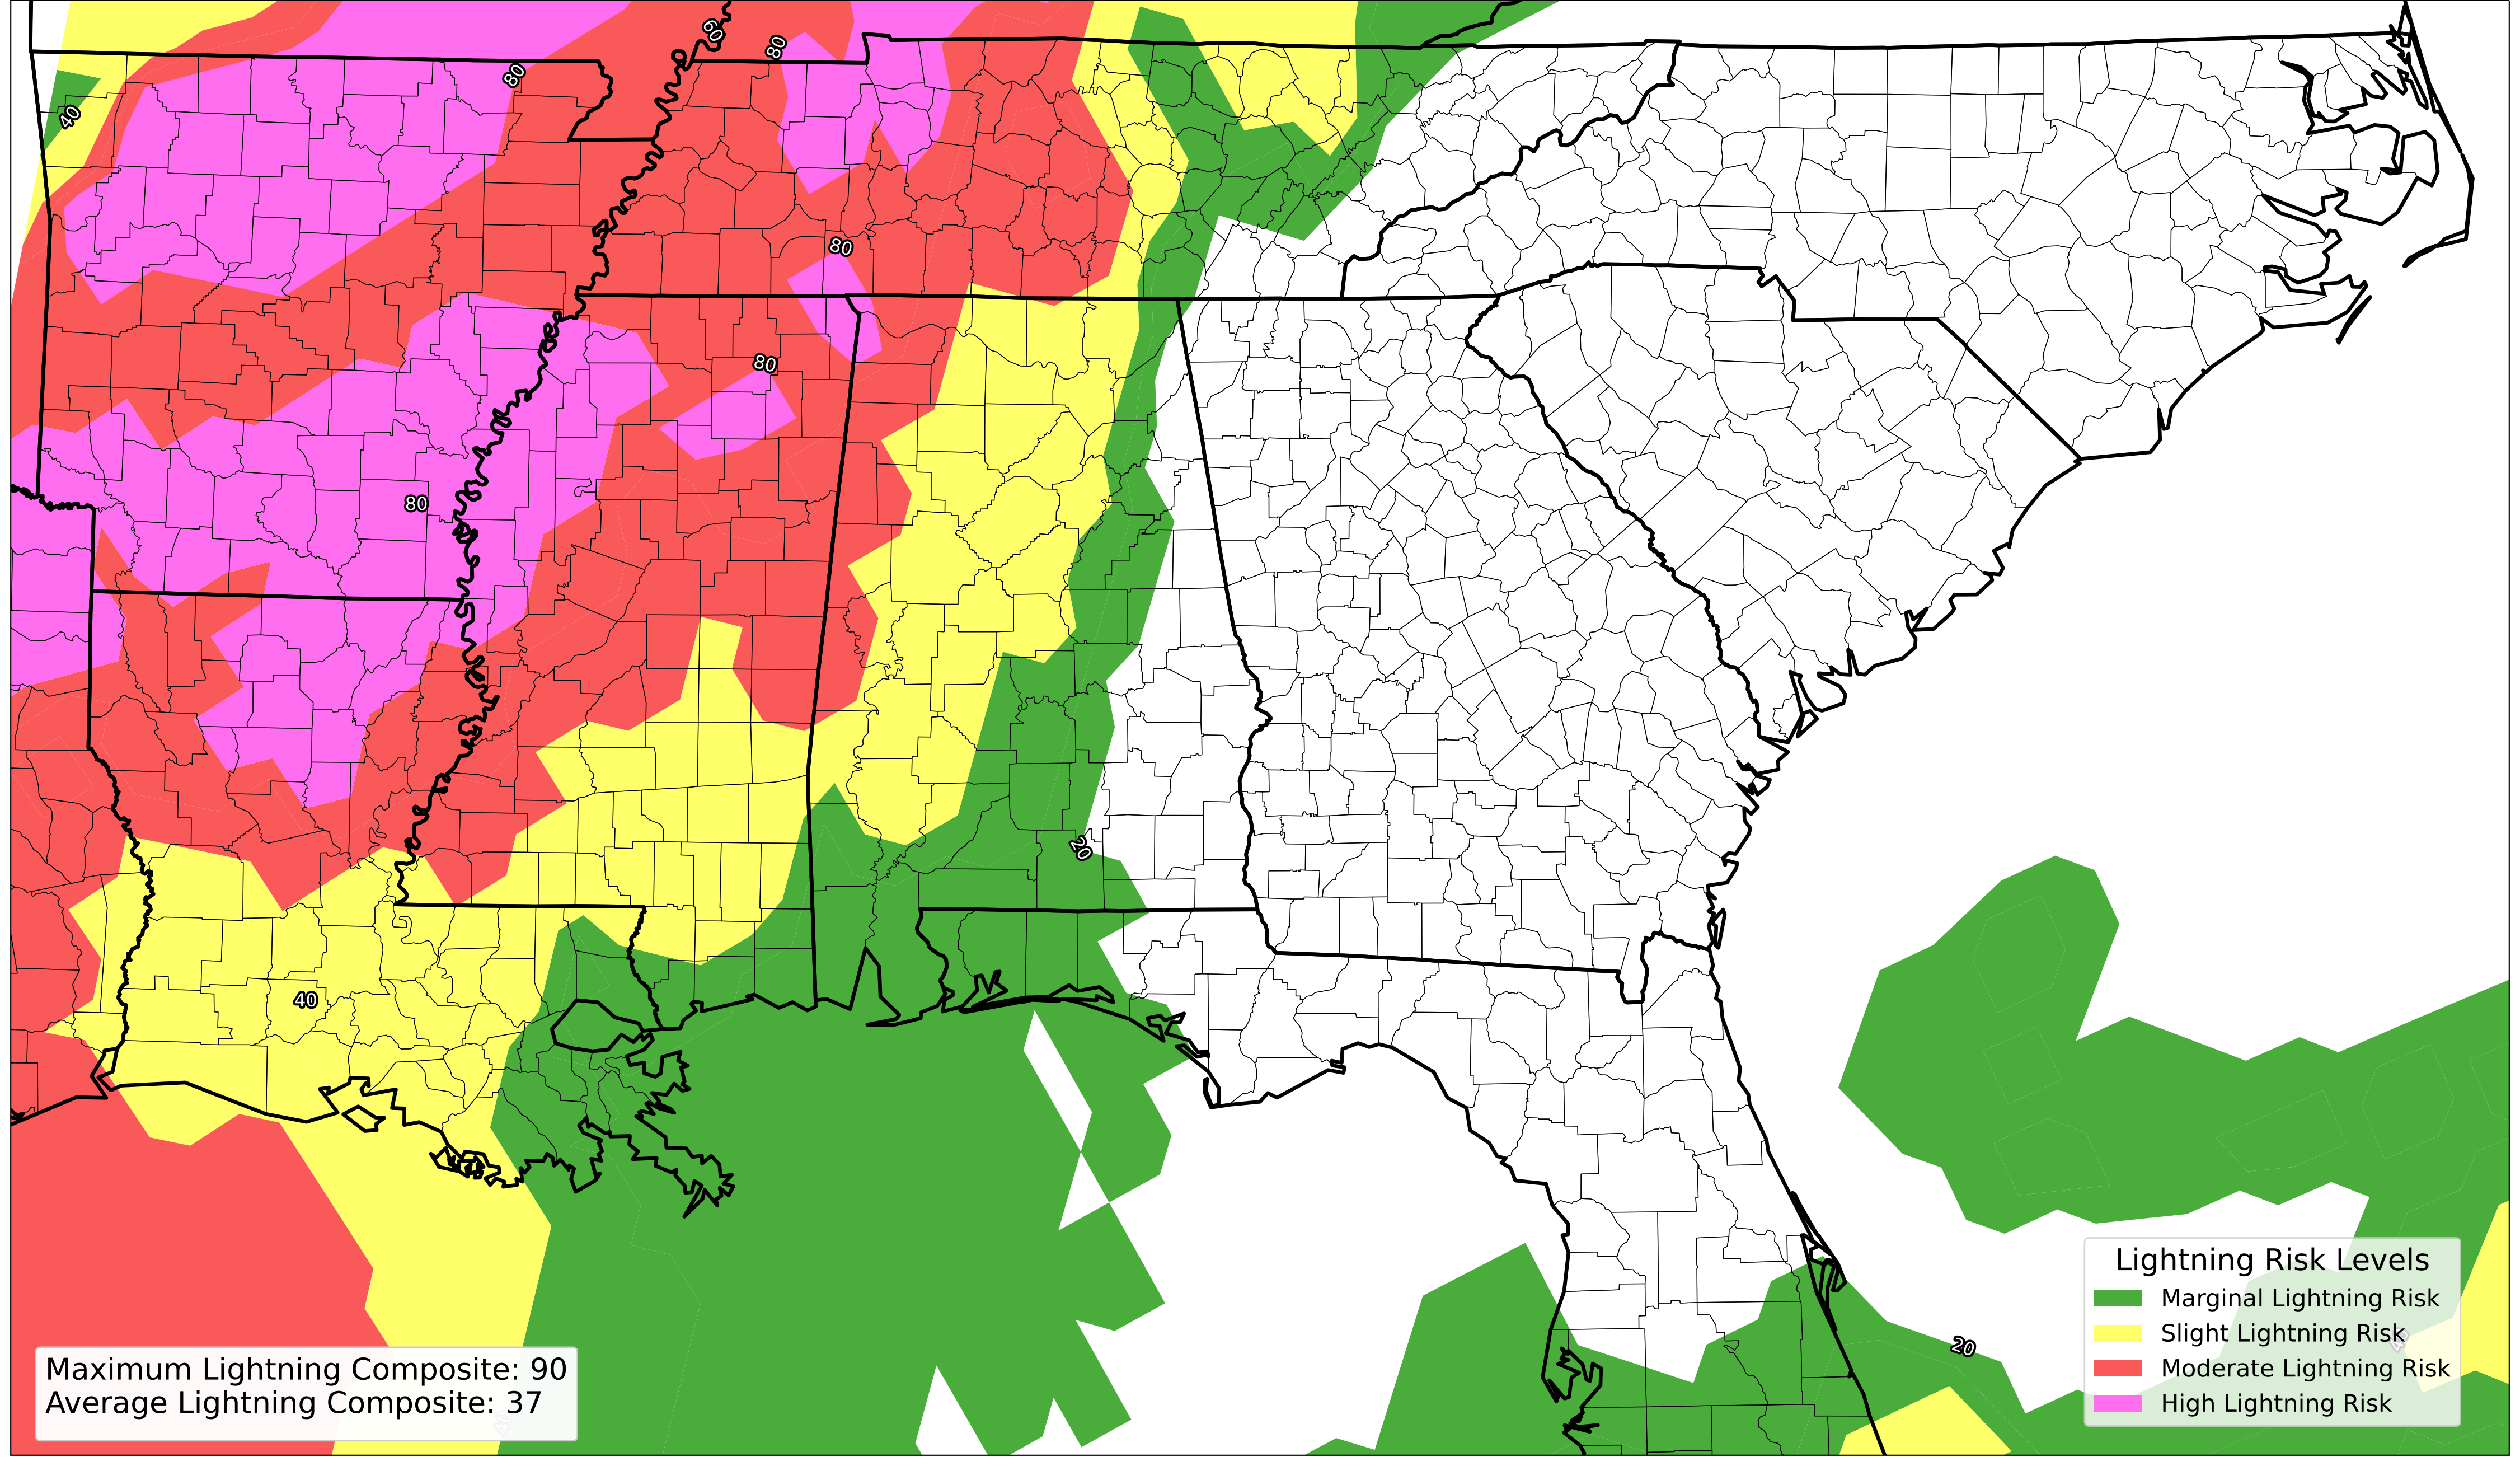 60
80
80
40
80
80
80
20
40
20
Lightning Risk Levels
Marginal Lightning Risk
Slight Lightning Risk
Moderate Lightning Risk
High Lightning Risk
Maximum Lightning Composite: 90
Average Lightning Composite: 37